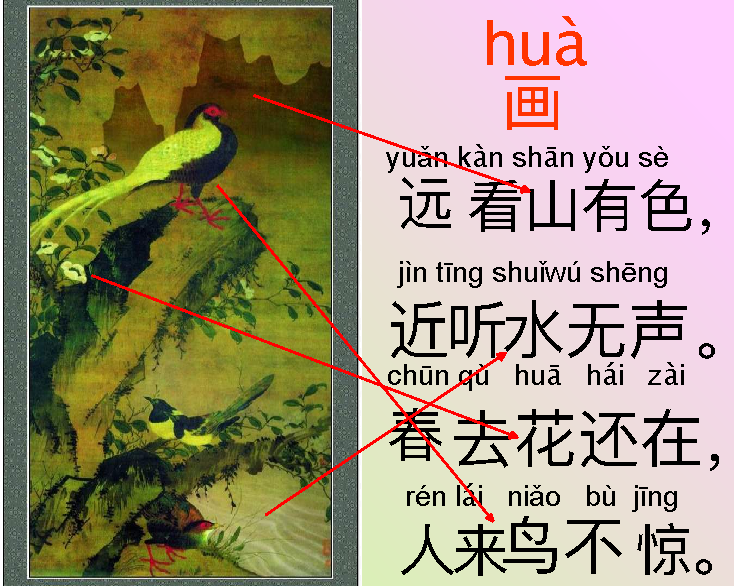 huà
画
yuǎn kàn shān yǒu sè
远看山有色，
jìn tīng shuǐwú shēng
近听水无声。
chūn qù huā hái zài
春去花还在，
rén lái niǎo bù jīng
人来鸟不惊。